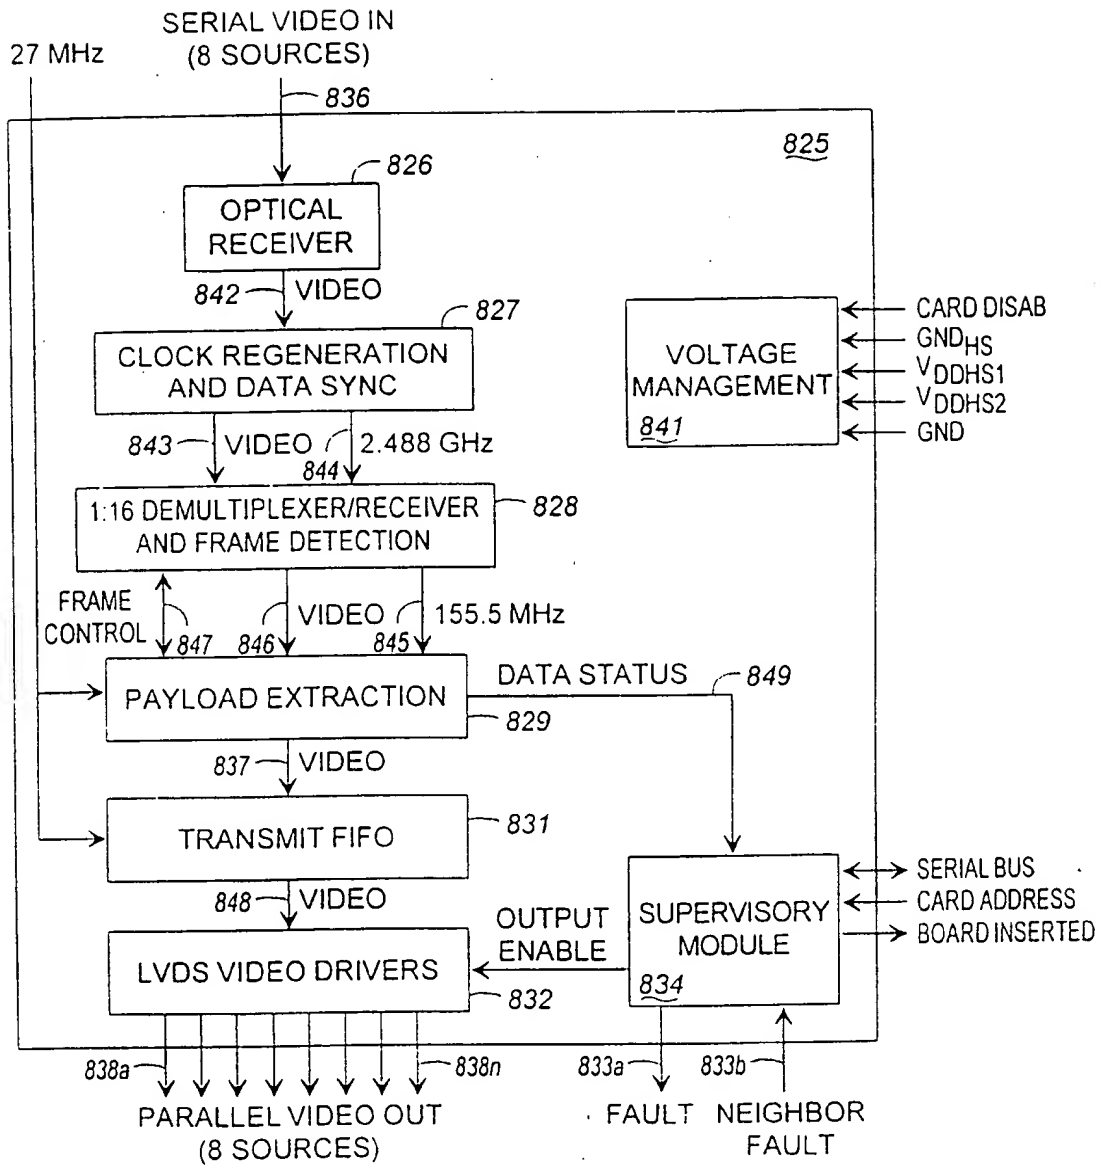 SERIAL VIDEO IN
(8 SOURCES)
27 MHz
836
825
826
OPTICAL
RECEIVER
842
VIDEO
827
CLOCK REGENERATION
AND DATA SYNC
CARD DISAB
GNDHS
VDDHS1
VDDHS2
GND
VOLTAGE
MANAGEMENT
841
843
VIDEO
844
2.488 GHz
1:16 DEMULTIPLEXER/RECEIVER
AND FRAME DETECTION
828
FRAME
CONTROL
847
846
VIDEO
845
155.5 MHz
PAYLOAD EXTRACTION
829
DATA STATUS
849
837
VIDEO
TRANSMIT FIFO
831
848
VIDEO
OUTPUT
ENABLE
SUPERVISORY
MODULE
834
SERIAL BUS
CARD ADDRESS
BOARD INSERTED
LVDS VIDEO DRIVERS
832
838a
838n
833a
833b
PARALLEL VIDEO OUT
(8 SOURCES)
FAULT
NEIGHBOR
FAULT